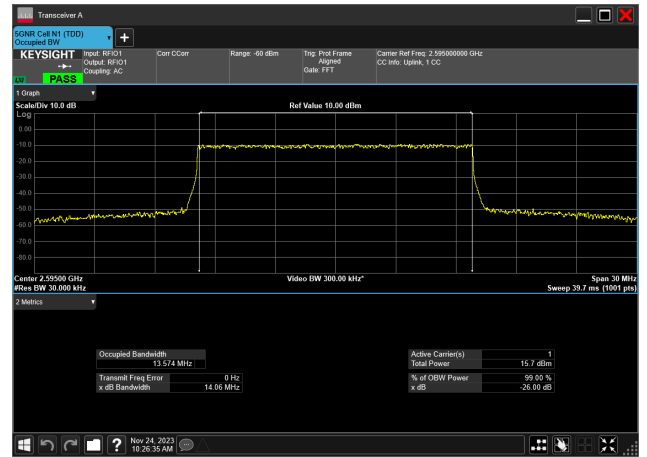 Transceiver A
5GNR Cell N1 (TDD)
Occupied BW
+
KEYSIGHT Input: RFIO1 Corr CCorr Range: -60 dBm Trig: Prot Frame Carrier Ref Freq: 2.595000000 GHz
Output: RFIO1 Aligned CC Info: Uplink, 1 CC
Coupling: AC Gate: FFT
PASS
1 Graph
Scale/Div 10.0 dB Ref Value 10.00 dBm
Log
0.00
-10.0
-20.0
-30.0
-40.0
-50.0
-60.0
-70.0
-80.0
Center 2.59500 GHz Video BW 300.00 kHz* Span 30 MHz
#Res BW 30.000 kHz Sweep 39.7 ms (1001 pts)
2 Metrics
Occupied Bandwidth Active Carrier(s) 1
13.574 MHz Total Power 15.7 dBm
Transmit Freq Error 0 Hz % of OBW Power 99.00 %
x dB Bandwidth 14.06 MHz x dB -26.00 dB
? Nov 24, 2023
10:26:35 AM